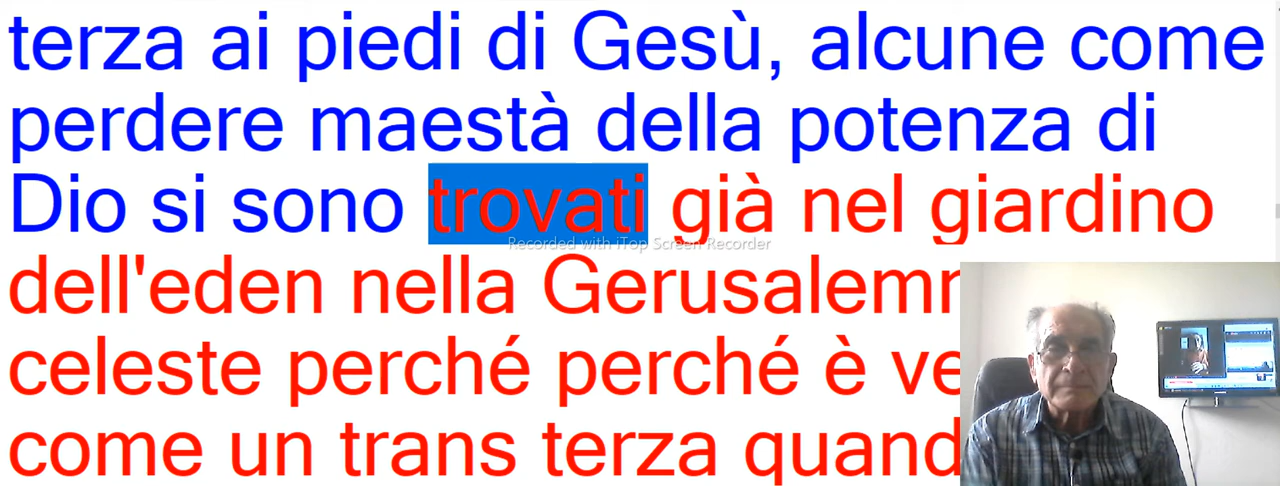 terza ai piedi di Gesù, alcune come
perdere maestà della potenza di
Dio si sono trovati già nel giardino
Recorded with iTop Screen Recorder
dell'eden nella
celeste perché perché è
come un trans terza